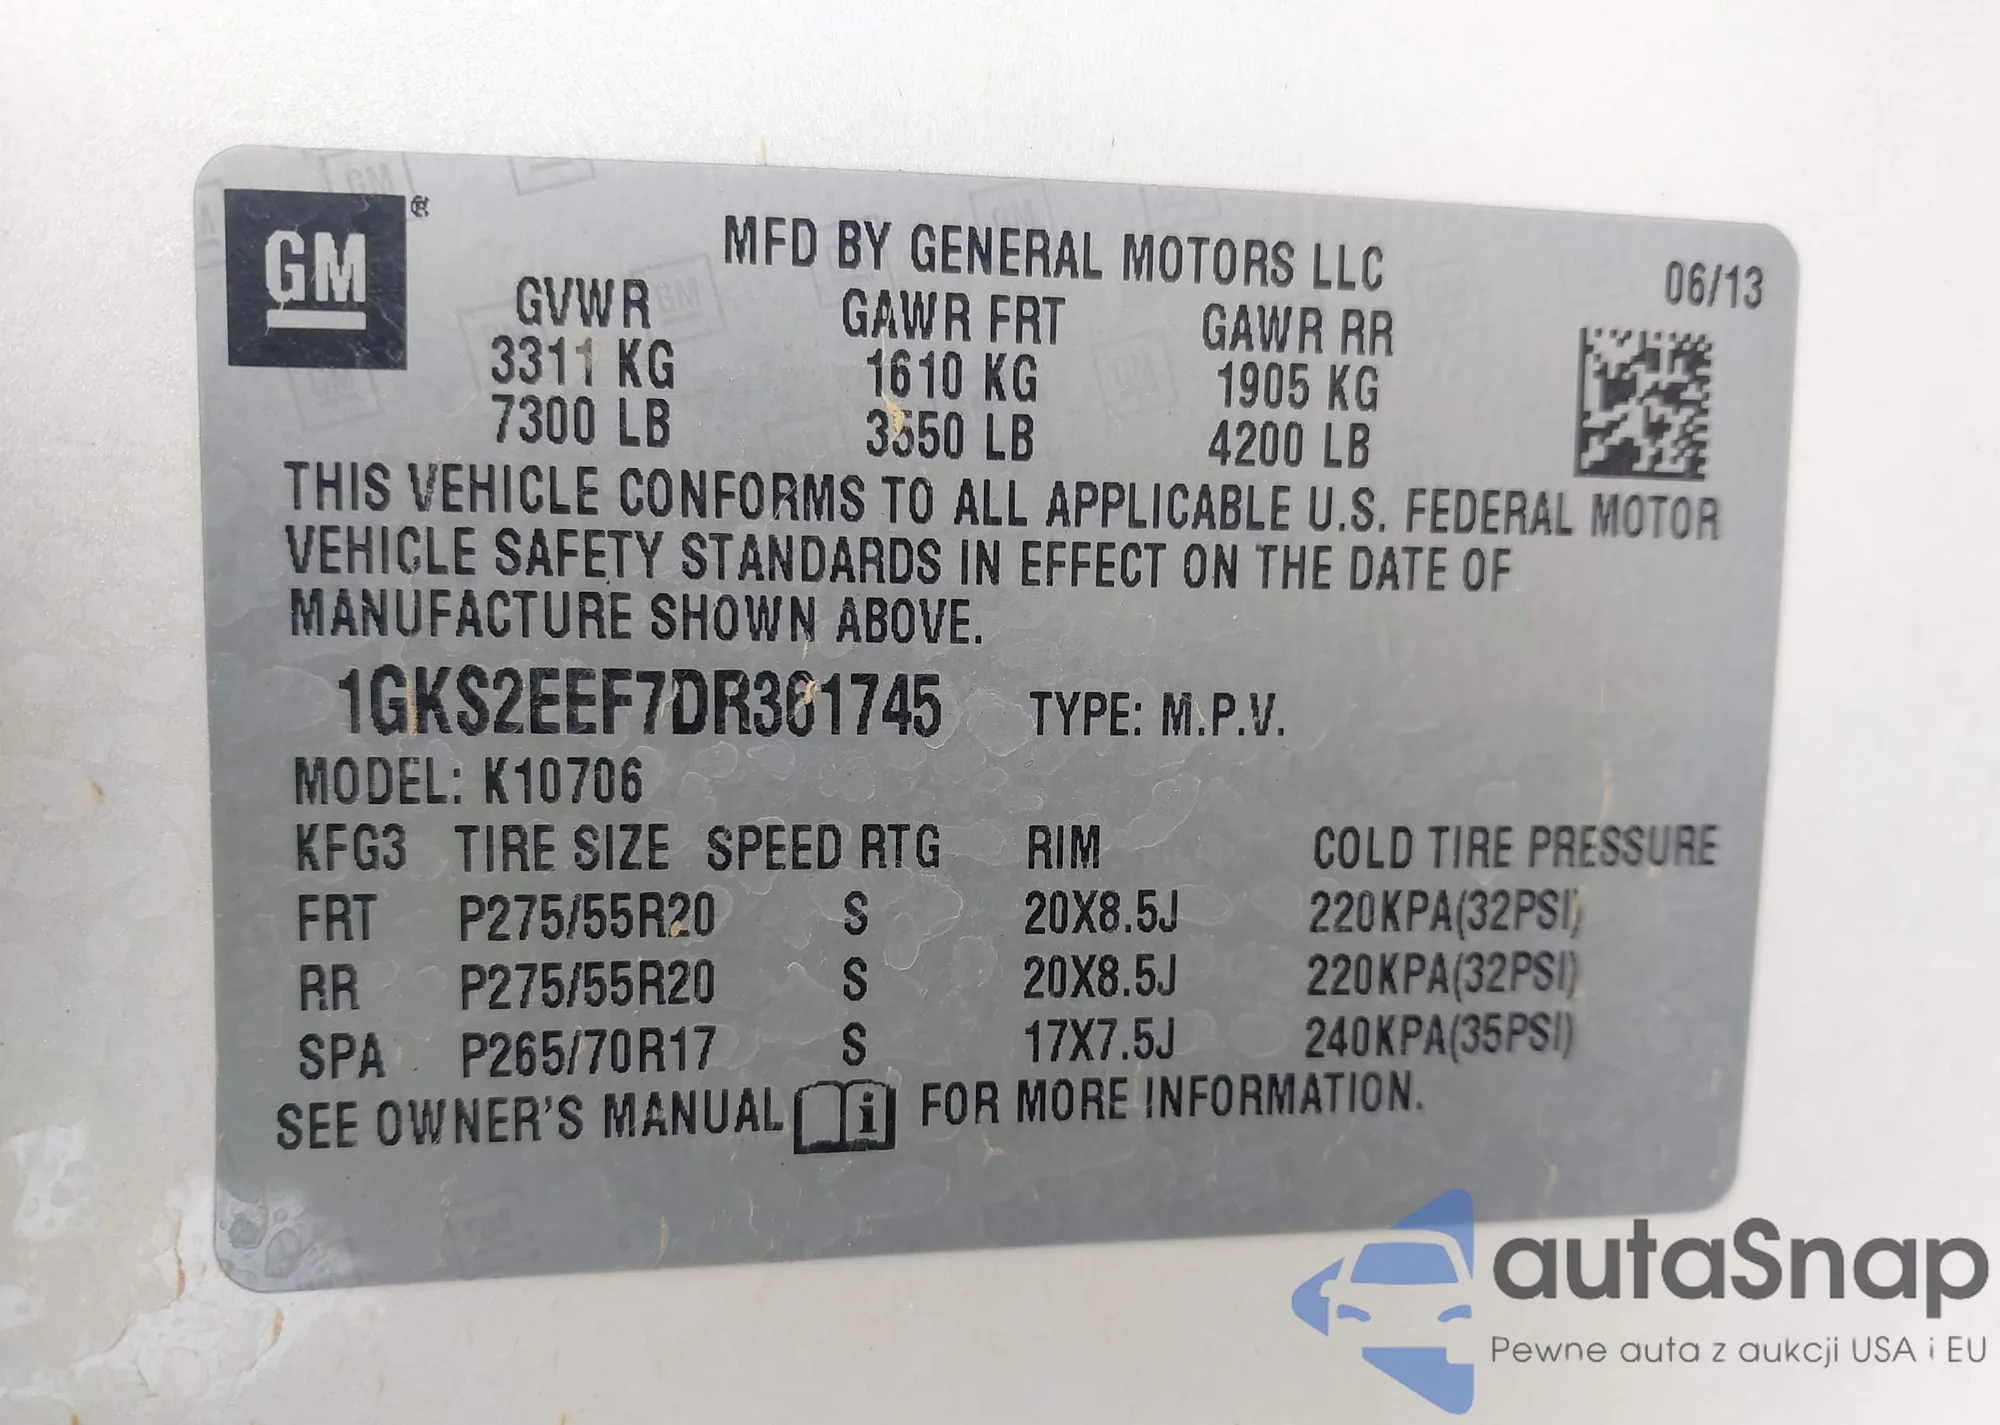 GM®
MFD BY GENERAL MOTORS LLC 06/13
GVWR GAWR FRT GAWR RR
3311 KG 1610 KG 1905 KG
7300 LB 3550 LB 4200 LB
THIS VEHICLE CONFORMS TO ALL APPLICABLE U.S. FEDERAL MOTOR
VEHICLE SAFETY STANDARDS IN EFFECT ON THE DATE OF
MANUFACTURE SHOWN ABOVE.
1GKS2EEF7DR361745 TYPE: M.P.V.
MODEL: K10706
KFG3 TIRE SIZE SPEED RTG RIM COLD TIRE PRESSURE
FRT P275/55R20 S 20X8.5J 220KPA(32PSI)
RR P275/55R20 S 20X8.5J 220KPA(32PSI)
SPA P265/70R17 S 17X7.5J 240KPA(35PSI)
SEE OWNER'S MANUAL i FOR MORE INFORMATION.
autaSnap
Pewne auta z aukcji USA i EU